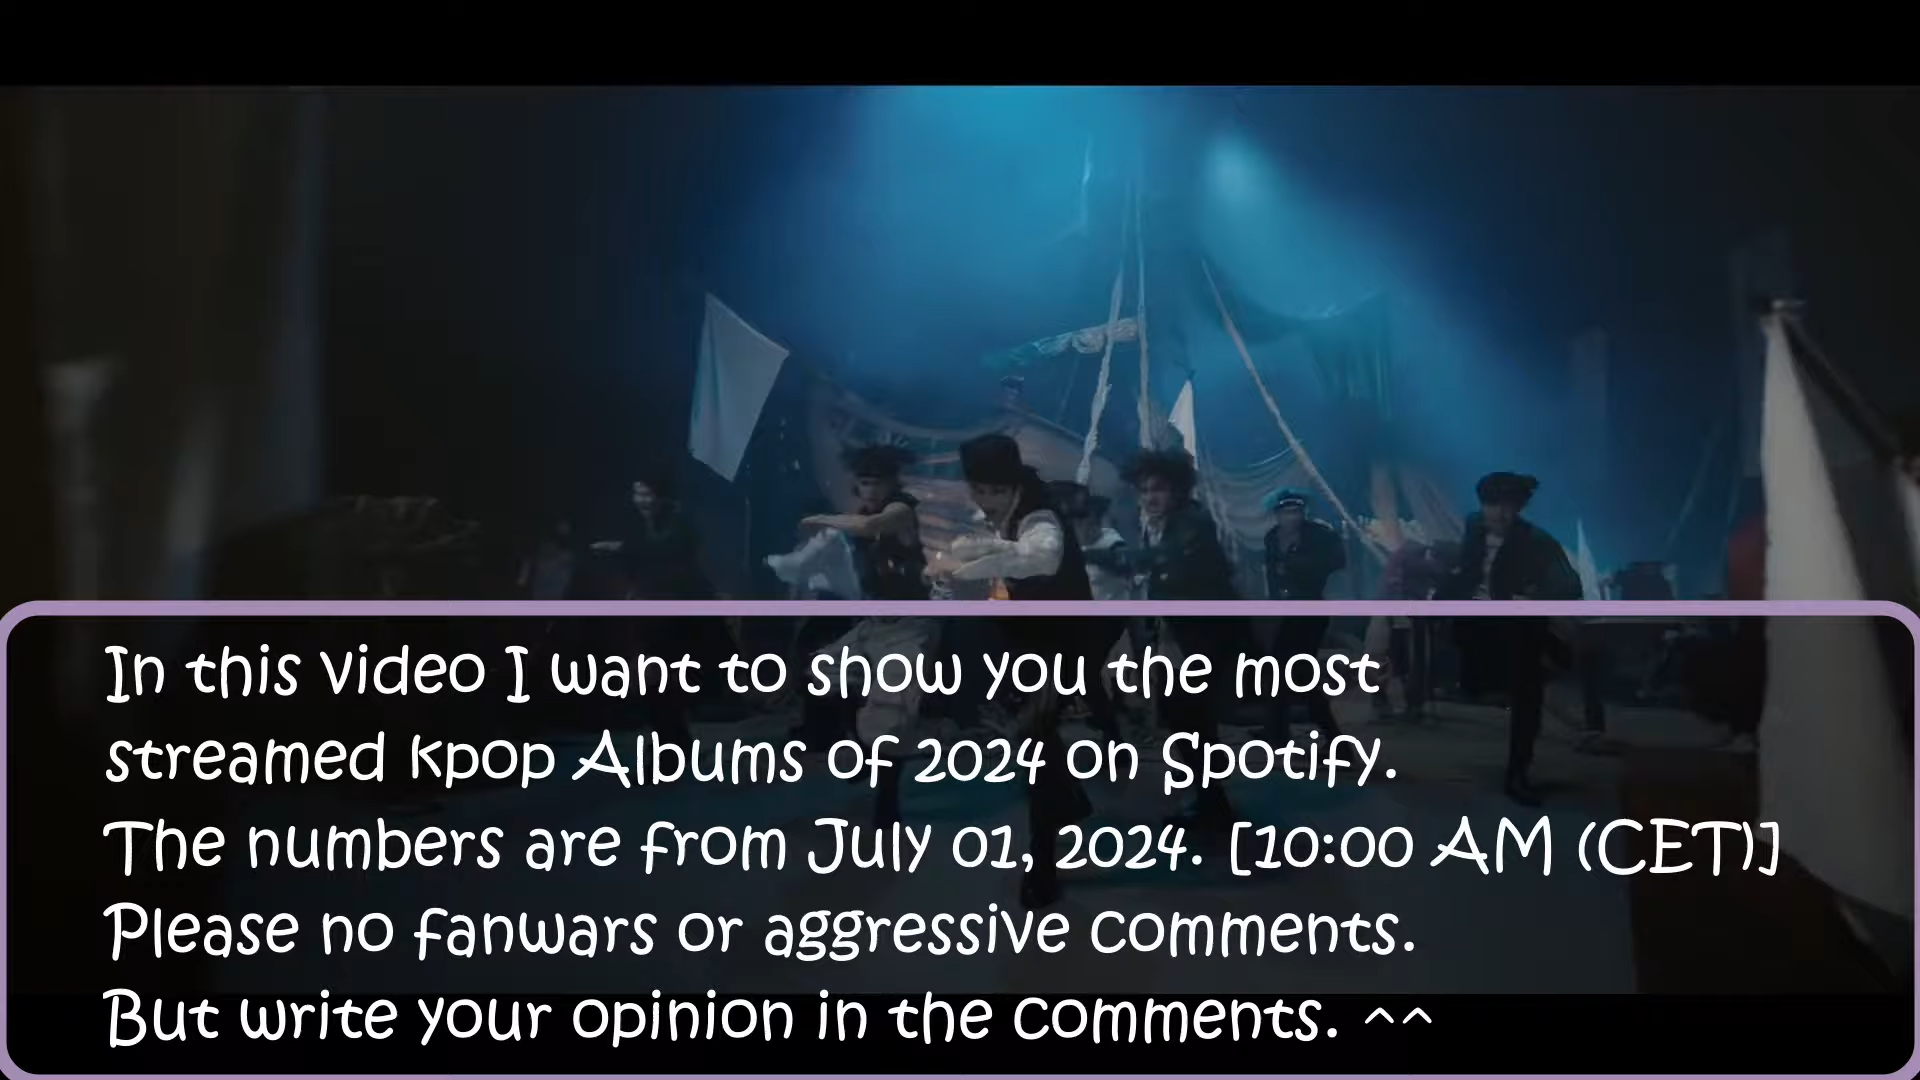 In this video I want to show you the most
streamed kpop Albums of 2024 on Spotify.
The numbers are from July 01, 2024. [10:00 AM (CET)]
Please no fanwars or aggressive comments.
But write your opinion in the comments. ^^